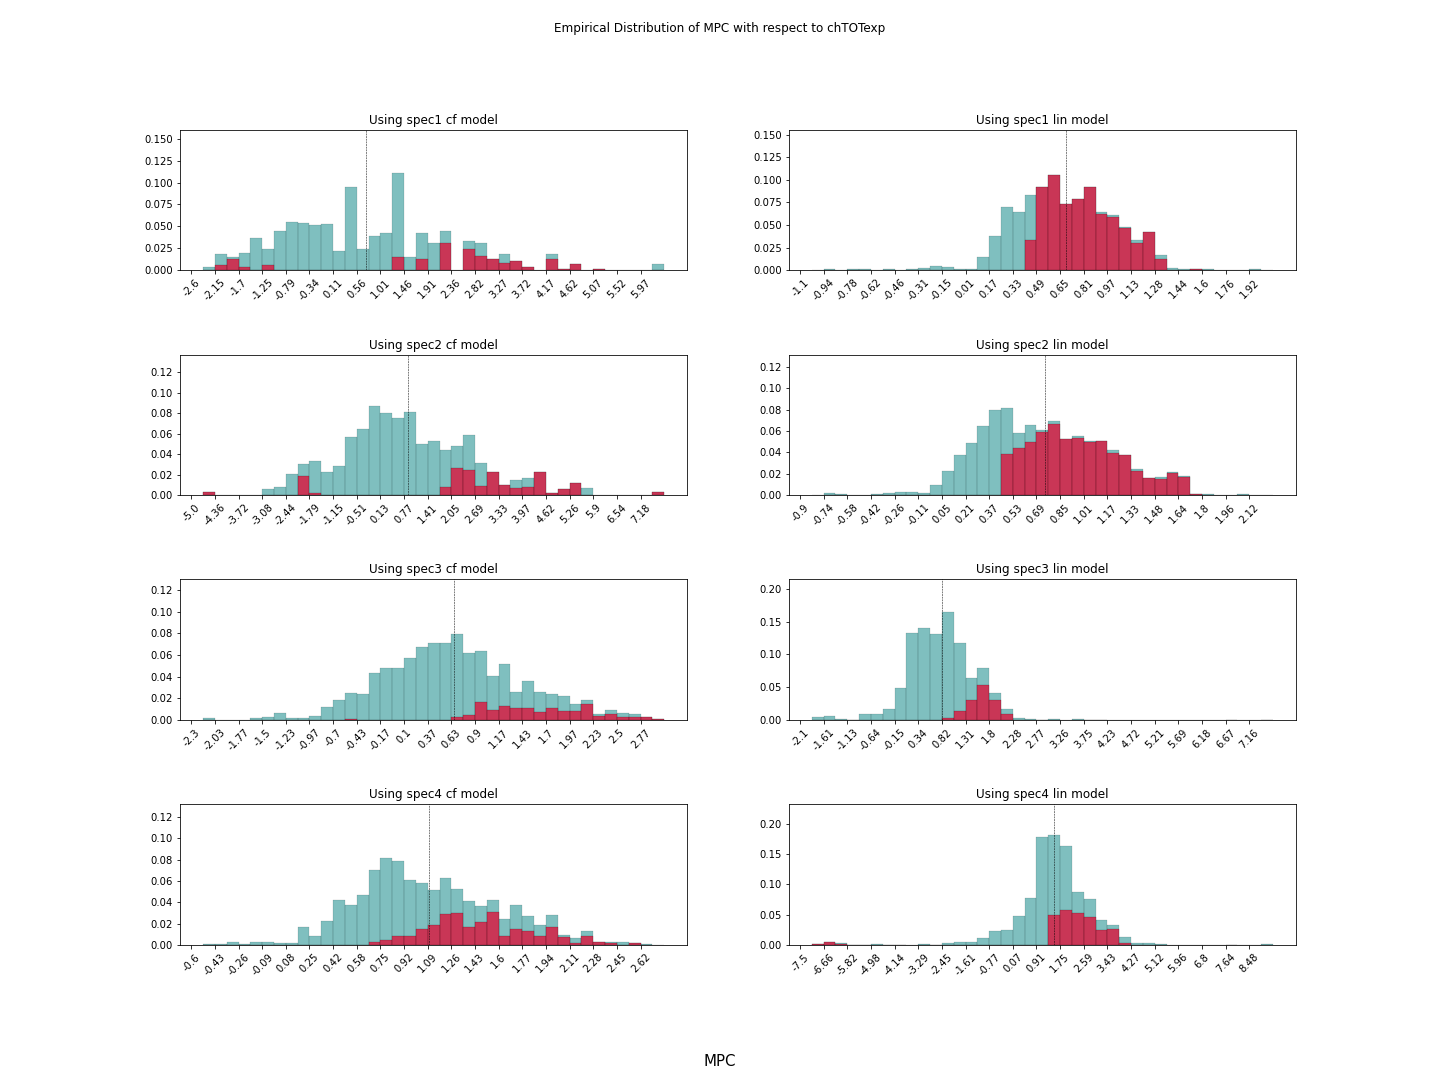 Empirical Distribution of MPC with respect to chTOTexp
Using spec1 cf model
0.150
0.125
0.100
0.075
0.050
0.025
0.000
-2.6 -2.15 -1.7 -1.25 -0.79 -0.34 0.11 0.56 1.01 1.46 1.91 2.36 2.82 3.27 3.72 4.17 4.62 5.07 5.52 5.97
Using spec1 lin model
0.150
0.125
0.100
0.075
0.050
0.025
0.000
-1.1 -0.94 -0.78 -0.62 -0.46 -0.31 -0.15 0.01 0.17 0.33 0.49 0.65 0.81 0.97 1.13 1.28 1.44 1.6 1.76 1.92
Using spec2 cf model
0.12
0.10
0.08
0.06
0.04
0.02
0.00
-5.0 -4.36 -3.72 -3.08 -2.44 -1.79 -1.15 -0.51 0.13 0.77 1.41 2.05 2.69 3.33 3.97 4.62 5.26 5.9 6.54 7.18
Using spec2 lin model
0.12
0.10
0.08
0.06
0.04
0.02
0.00
-0.9 -0.74 -0.58 -0.42 -0.26 -0.11 0.05 0.21 0.37 0.53 0.69 0.85 1.01 1.17 1.33 1.48 1.64 1.8 1.96 2.12
Using spec3 cf model
0.12
0.10
0.08
0.06
0.04
0.02
0.00
-2.3 -2.03 -1.77 -1.5 -1.23 -0.97 -0.7 -0.43 -0.17 0.1 0.37 0.63 0.9 1.17 1.43 1.7 1.97 2.23 2.5 2.77
Using spec3 lin model
0.20
0.15
0.10
0.05
0.00
-2.1 -1.61 -1.13 -0.64 -0.15 0.34 0.82 1.31 1.8 2.28 2.77 3.26 3.75 4.23 4.72 5.21 5.69 6.18 6.67 7.16
Using spec4 cf model
0.12
0.10
0.08
0.06
0.04
0.02
0.00
-0.6 -0.43 -0.26 -0.09 0.08 0.25 0.42 0.58 0.75 0.92 1.09 1.26 1.43 1.6 1.77 1.94 2.11 2.28 2.45 2.62
Using spec4 lin model
0.20
0.15
0.10
0.05
0.00
-7.5 -6.66 -5.82 -4.98 -4.14 -3.29 -2.45 -1.61 -0.77 0.07 0.91 1.75 2.59 3.43 4.27 5.12 5.96 6.8 7.64 8.48
MPC